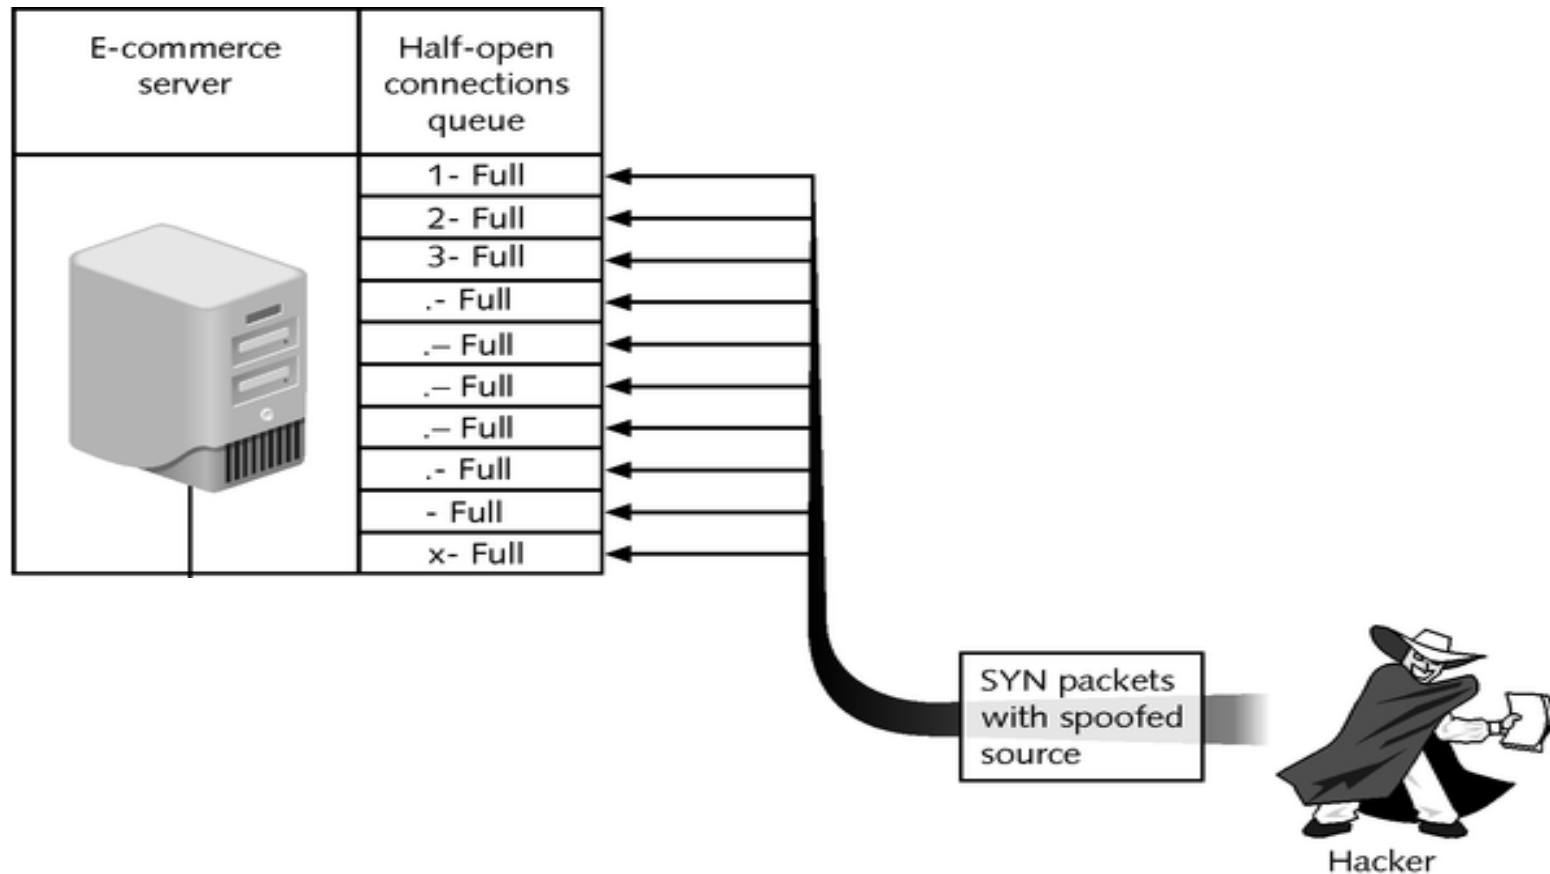 E-commerce
server
Half-open
connections
queue
1- Full
2- Full
3- Full
.- Full
.– Full
.– Full
.– Full
.- Full
- Full
x- Full
SYN packets
with spoofed
source
Hacker